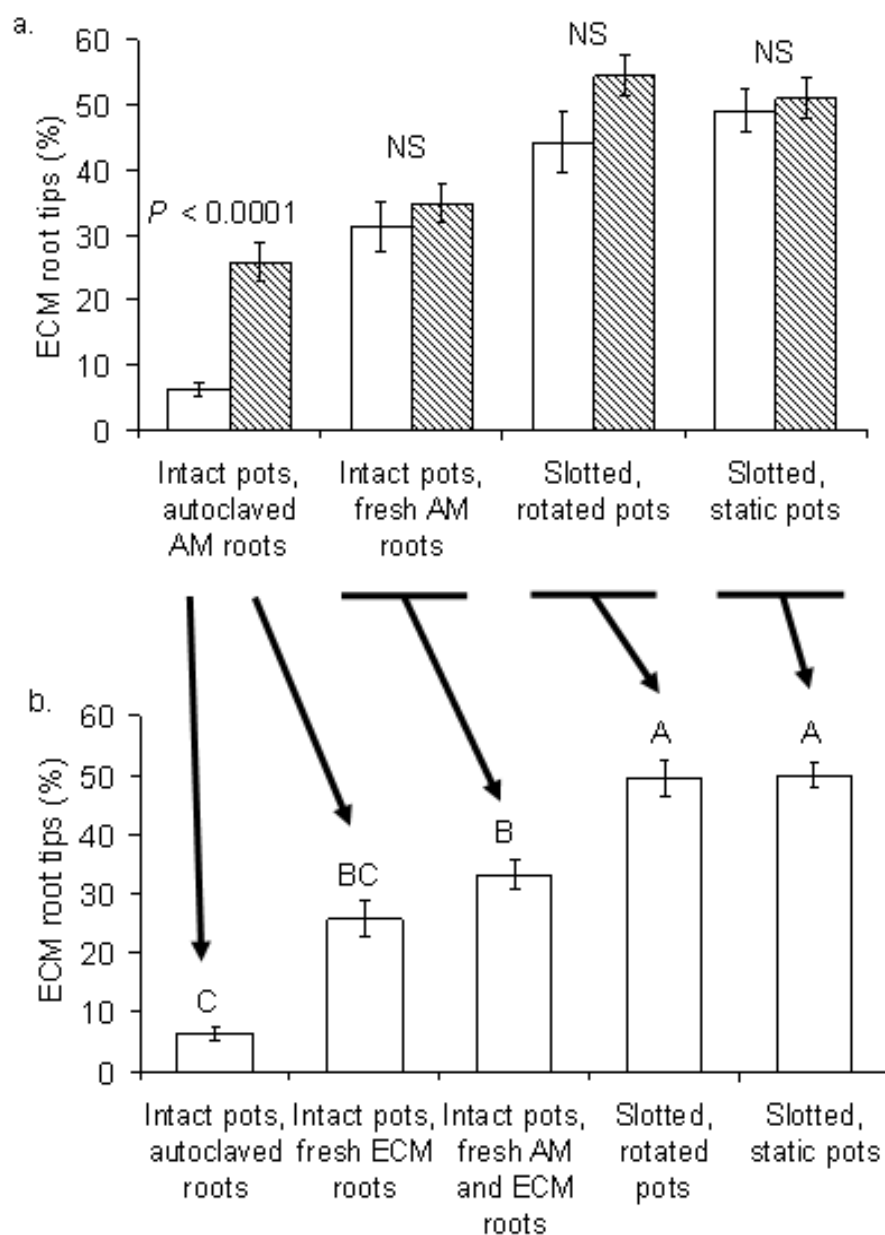 a.
ECM root tips (%)
60
50
40
30
20
10
0
P < 0.0001
NS
NS
NS
Intact pots,
autoclaved
AM roots
Intact pots,
fresh AM
roots
Slotted,
rotated pots
Slotted,
static pots
b.
ECM root tips (%)
60
50
40
30
20
10
0
C
BC
B
A
A
Intact pots,
autoclaved
roots
Intact pots,
fresh ECM
roots
Intact pots,
fresh AM
and ECM
roots
Slotted,
rotated
pots
Slotted,
static pots